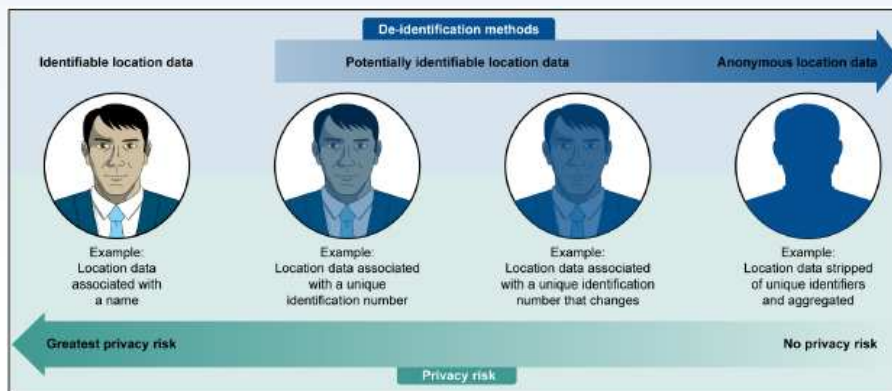 De-identification methods
Identifiable location data
Potentially identifiable location data
Anonymous location data
Example:
Location data
associated with
a name
Example:
Location data associated
with a unique
identification number
Example:
Location data associated
with a unique identification
number that changes
Example:
Location data stripped
of unique identifiers
and aggregated
Greatest privacy risk
No privacy risk
Privacy risk